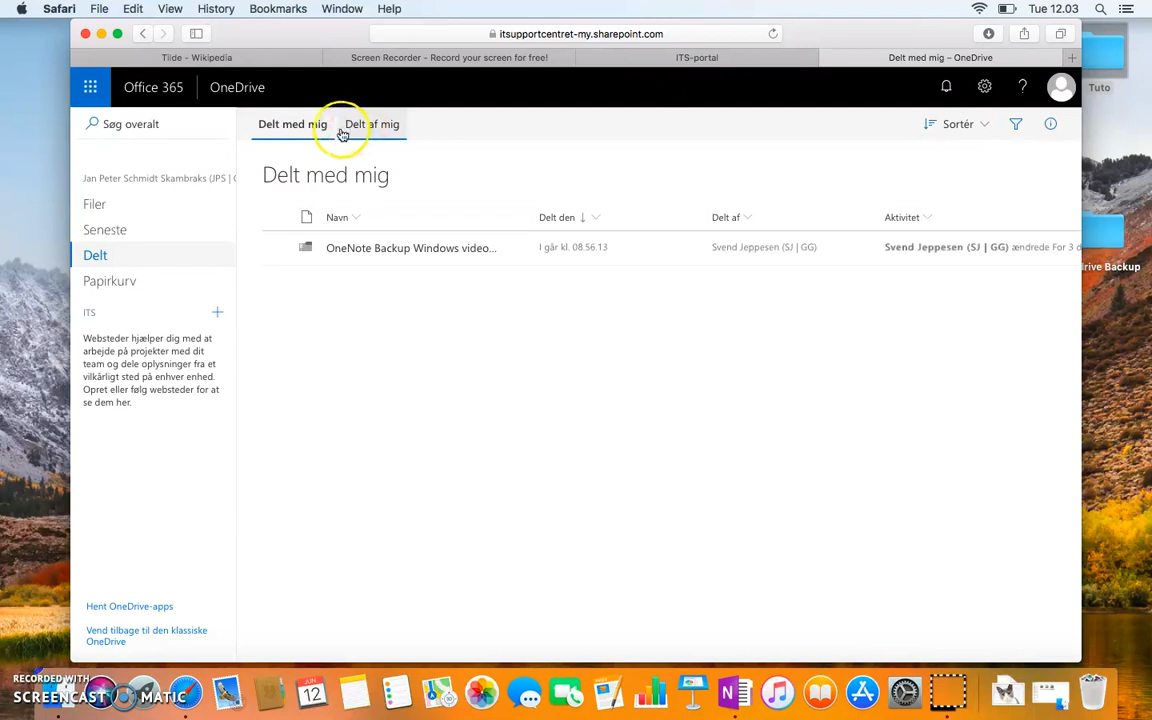 Safari File Edit View History Bookmarks Window Help Tue 12.03
itsupportcentret-my.sharepoint.com
Tilde - Wikipedia Screen Recorder - Record your screen for free! ITS-portal Delt med mig – OneDrive
Office 365 OneDrive ?
Tuto
Søg overalt
Delt med mig Delt af mig Sortér
Jan Peter Schmidt Skambraks (JPS |
Delt med mig
Filer
Navn Delt den Delt af Aktivitet
Seneste
OneNote Backup Windows video... I går kl. 08.56.13 Svend Jeppesen (SJ | GG) Svend Jeppesen (SJ | GG) ændrede For 3 d
Delt
rive Backup
Papirkurv
ITS
Websteder hjælper dig med at
arbejde på projekter med dit
team og dele oplysninger fra et
vilkårligt sted på enhver enhed.
Opret eller følg websteder for at
se dem her.
Hent OneDrive-apps
Vend tilbage til den klassiske
OneDrive
RECORDED WITH
SCREENCAST MATIC
12